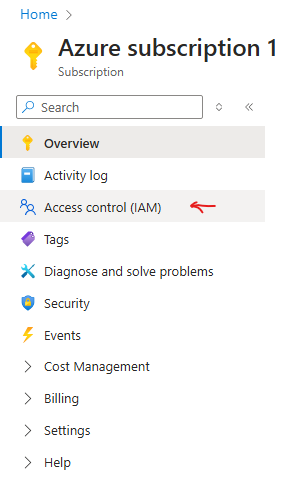 Home >
Azure subscription 1
Subscription
Search
Overview
Activity log
Access control (IAM)
Tags
Diagnose and solve problems
Security
Events
Cost Management
Billing
Settings
Help